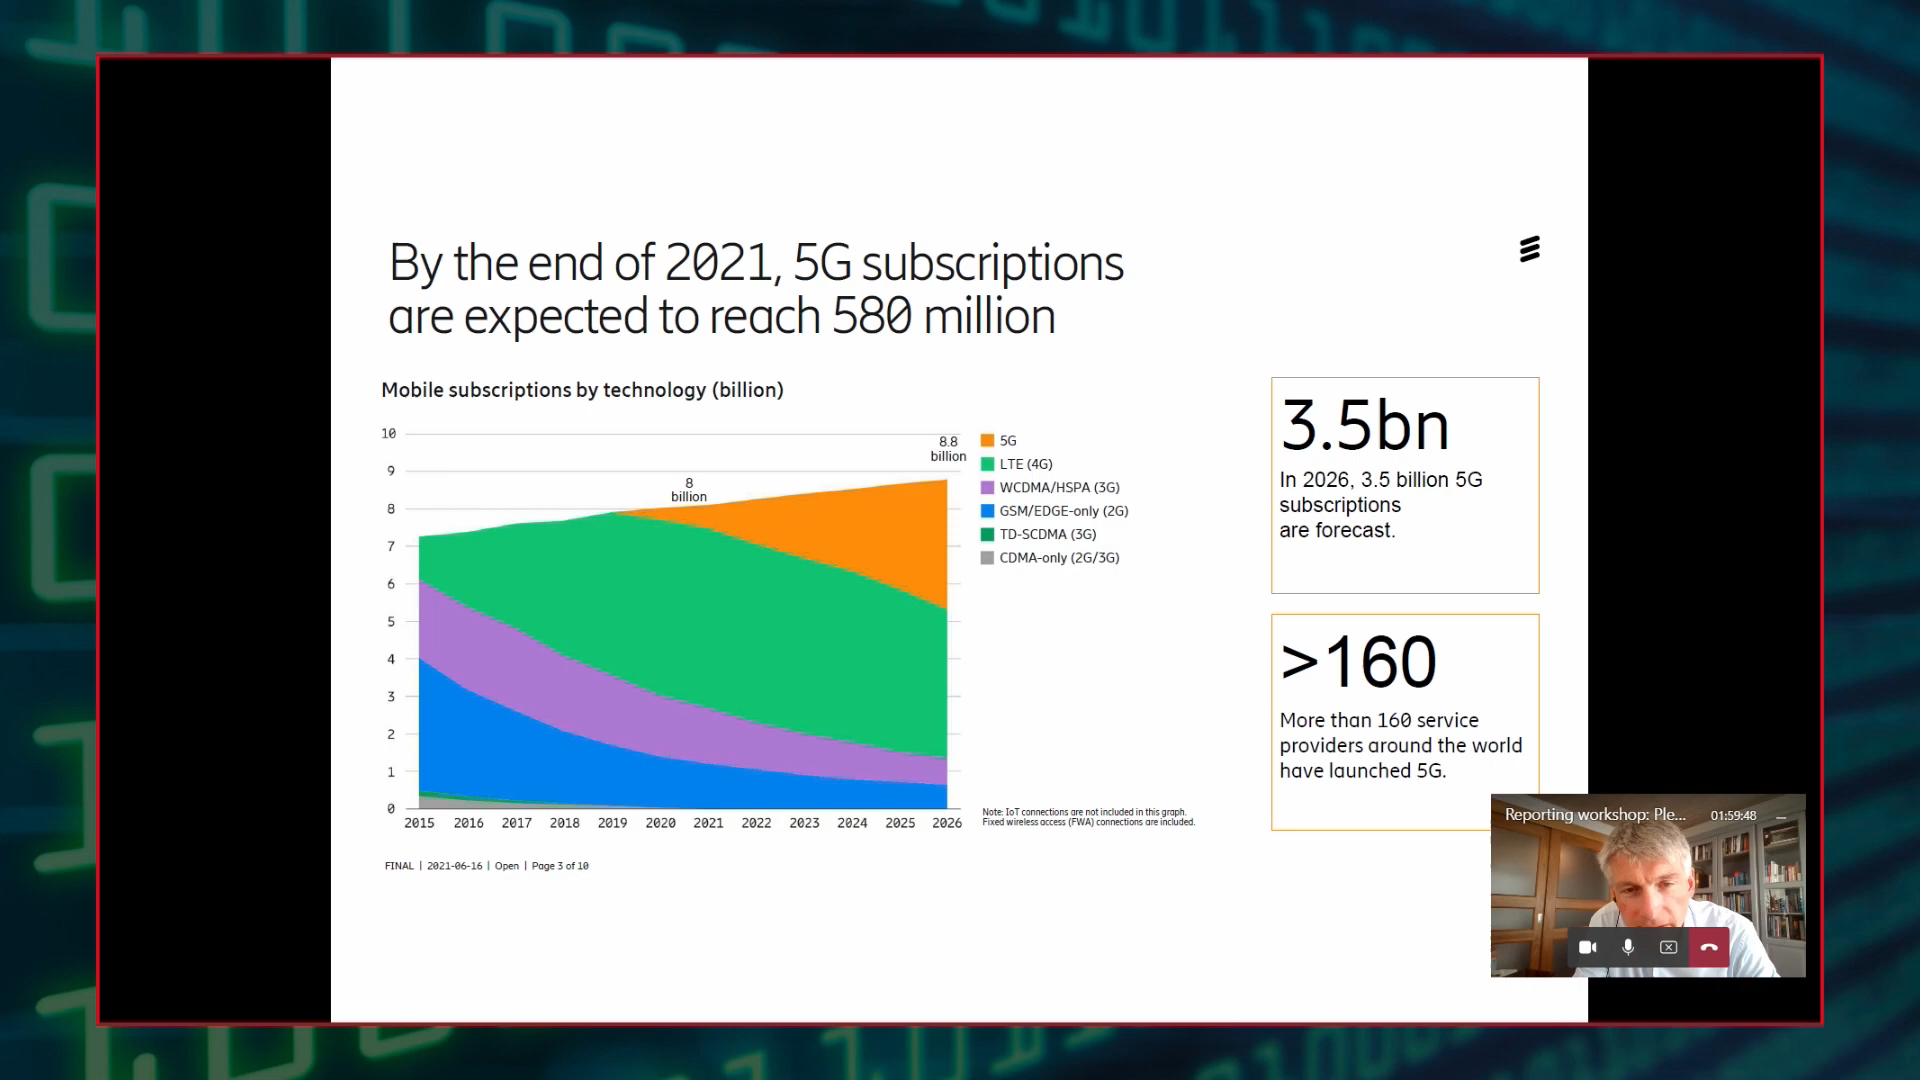 By the end of 2021, 5G subscriptions
are expected to reach 580 million
Mobile subscriptions by technology (billion)
10
9
8
7
6
5
4
3
2
1
0
8
billion
8.8
billion
2015 2016 2017 2018 2019 2020 2021 2022 2023 2024 2025 2026
5G
LTE (4G)
WCDMA/HSPA (3G)
GSM/EDGE-only (2G)
TD-SCDMA (3G)
CDMA-only (2G/3G)
Note: IoT connections are not included in this graph.
Fixed wireless access (FWA) connections are included.
3.5bn
In 2026, 3.5 billion 5G
subscriptions
are forecast.
>160
More than 160 service
providers around the world
have launched 5G.
FINAL | 2021-06-16 | Open | Page 3 of 10
Reporting workshop: Ple... 01:59:48